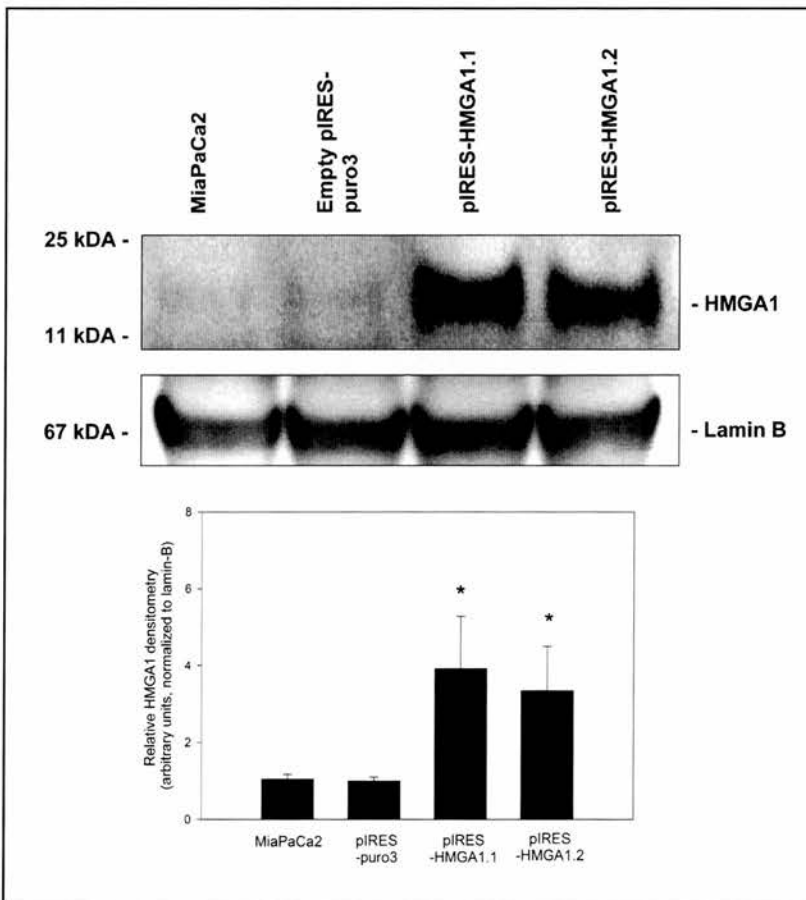 MiaPaCa2
Empty pIRES-
puro3
pIRES-HMGA1.1
pIRES-HMGA1.2
25 kDA -
11 kDA -
- HMGA1
67 kDA -
- Lamin B
Relative HMGA1 densitometry
(arbitrary units, normalized to lamin-B)
8
6
4
2
0
*
*
MiaPaCa2
pIRES
-puro3
pIRES
-HMGA1.1
pIRES
-HMGA1.2